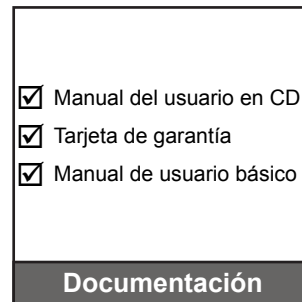 Manual del usuario en CD
Tarjeta de garantía
Manual de usuario básico
Documentación